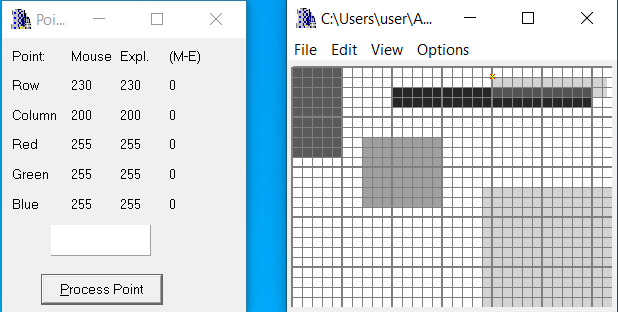 Poi...
Point: Mouse Expl. (M-E)
Row 230 230 0
Column 200 200 0
Red 255 255 0
Green 255 255 0
Blue 255 255 0
Process Point
C:\Users\user\A...
File Edit View Options